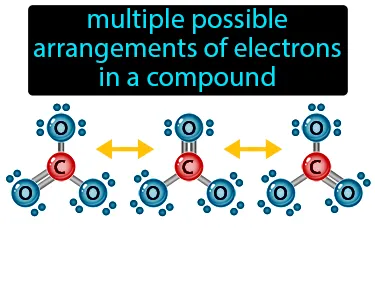 multiple possible
arrangements of electrons
in a compound
O O O
C C C
O O O O O O